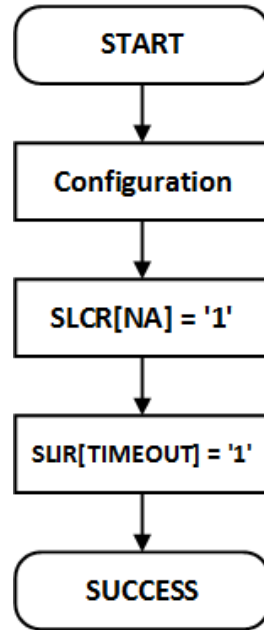 START
Configuration
SLCR[NA] = '1'
SLIR[TIMEOUT] = '1'
SUCCESS